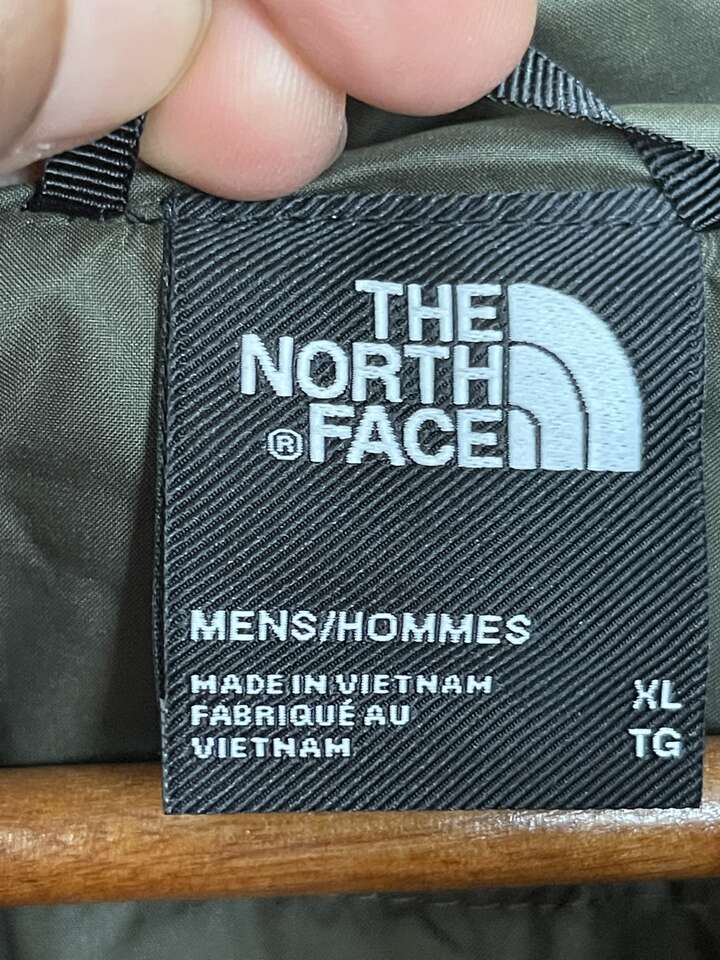 THE
NORTH
®FACE
MENS/HOMMES
MADE IN VIETNAM
FABRIQUÉ AU
VIETNAM
XL
TG